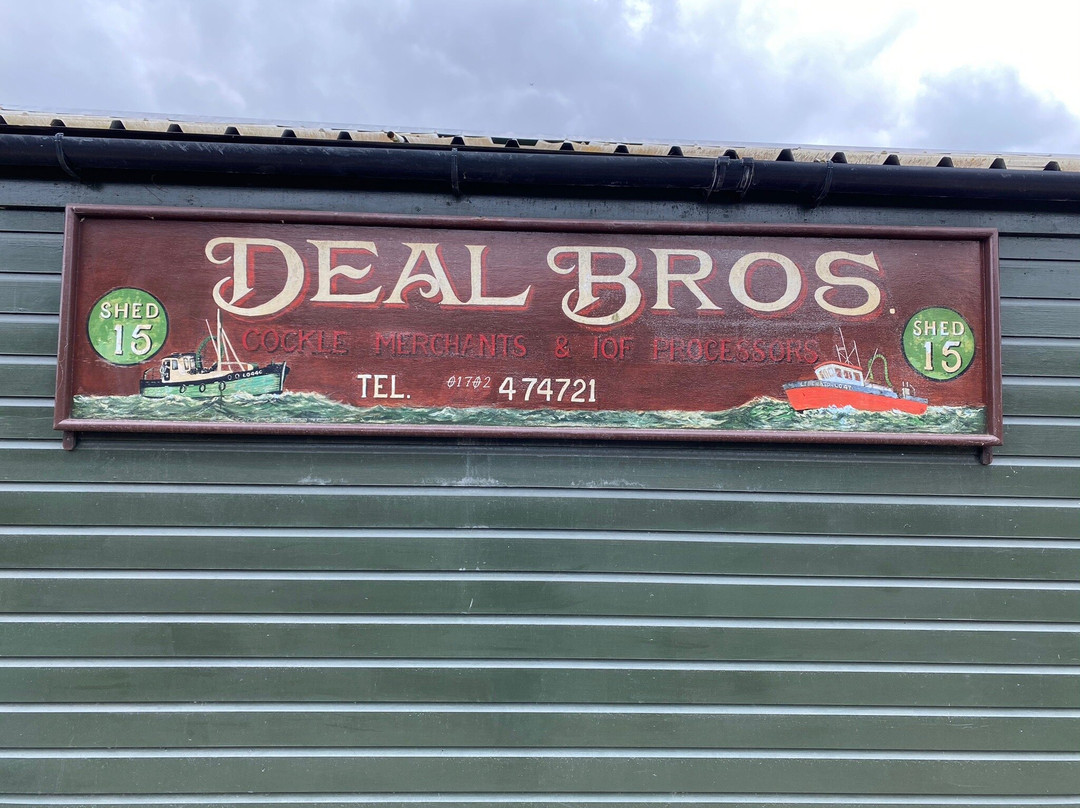 DEAL BROS.
SHED
15
COCKLE MERCHANTS & IQF PROCESSORS
TEL. 01702 474721
SHED
15